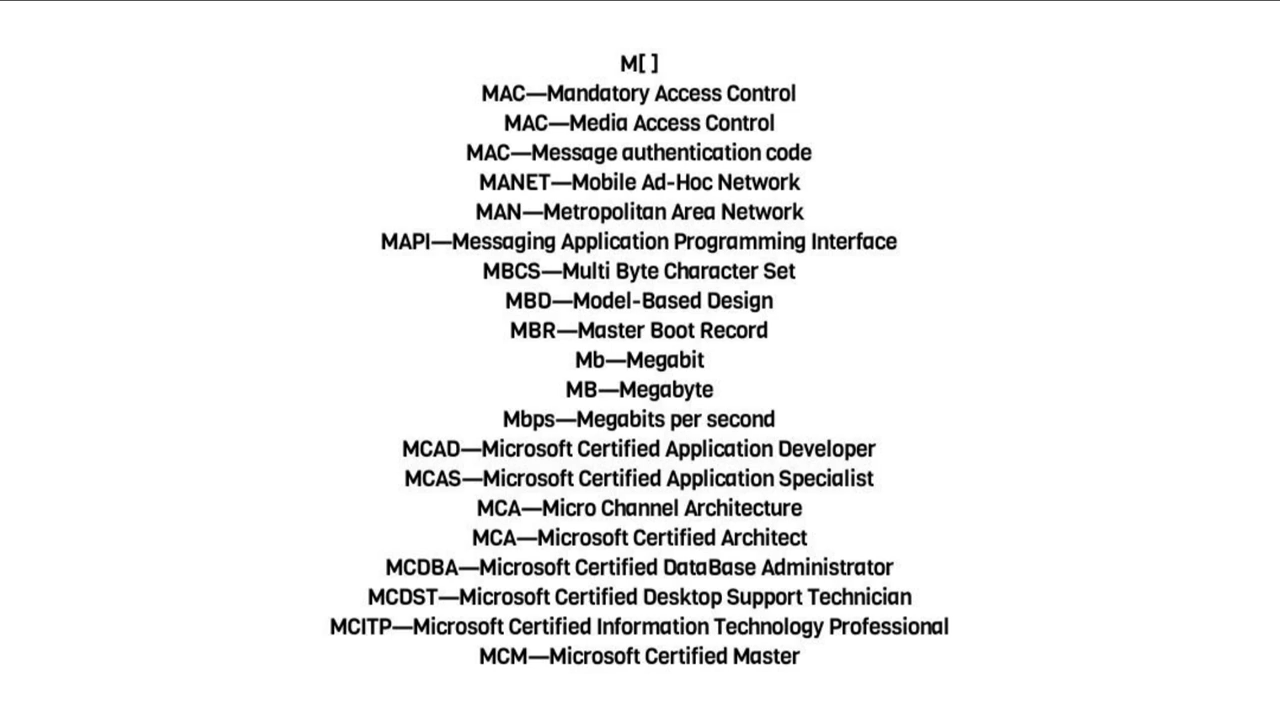 M[ ]
MAC—Mandatory Access Control
MAC—Media Access Control
MAC—Message authentication code
MANET—Mobile Ad-Hoc Network
MAN—Metropolitan Area Network
MAPI—Messaging Application Programming Interface
MBCS—Multi Byte Character Set
MBD—Model-Based Design
MBR—Master Boot Record
Mb—Megabit
MB—Megabyte
Mbps—Megabits per second
MCAD—Microsoft Certified Application Developer
MCAS—Microsoft Certified Application Specialist
MCA—Micro Channel Architecture
MCA—Microsoft Certified Architect
MCDBA—Microsoft Certified DataBase Administrator
MCDST—Microsoft Certified Desktop Support Technician
MCITP—Microsoft Certified Information Technology Professional
MCM—Microsoft Certified Master